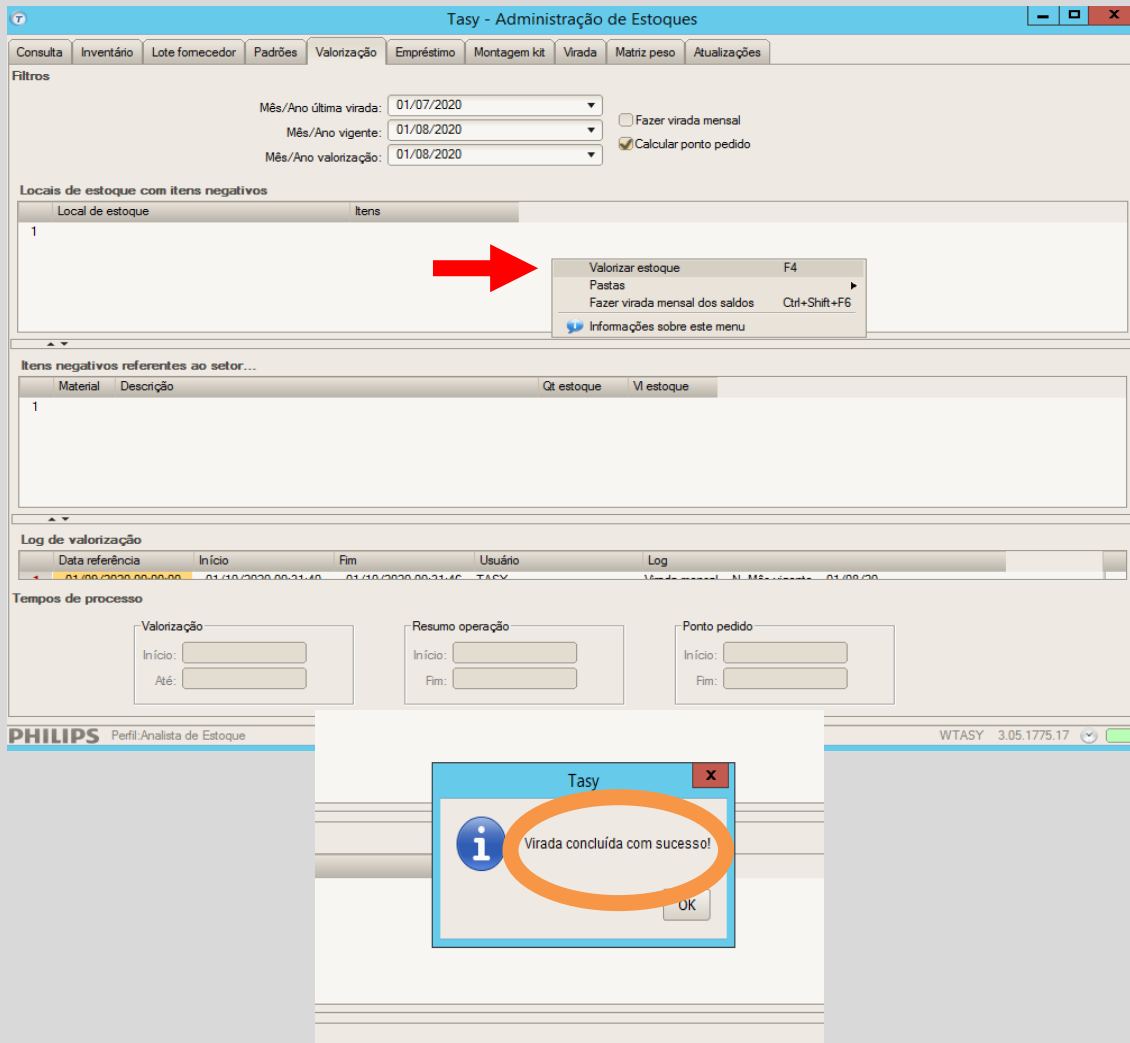 Tasy - Administração de Estoques
Consulta Inventário Lote fornecedor Padrões Valorização Empréstimo Montagem kit Virada Matriz peso Atualizações
Filtros
Mês/Ano última virada: 01/07/2020
Fazer virada mensal
Mês/Ano vigente: 01/08/2020
Calcular ponto pedido
Mês/Ano valorização: 01/08/2020
Locais de estoque com itens negativos
Local de estoque Itens
1
Valorizar estoque F4
Pastas
Fazer virada mensal dos saldos Ctrl+Shift+F6
Informações sobre este menu
Itens negativos referentes ao setor...
Material Descrição Qt estoque Vl estoque
1
Log de valorização
Data referência Início Fim Usuário Log
Tempos de processo
Valorização Resumo operação Ponto pedido
Início: Início: Início:
Até: Fim: Fim:
PHILIPS Perfil:Analista de Estoque WTASY 3.05.1775.17
Tasy
Virada concluída com sucesso!
OK